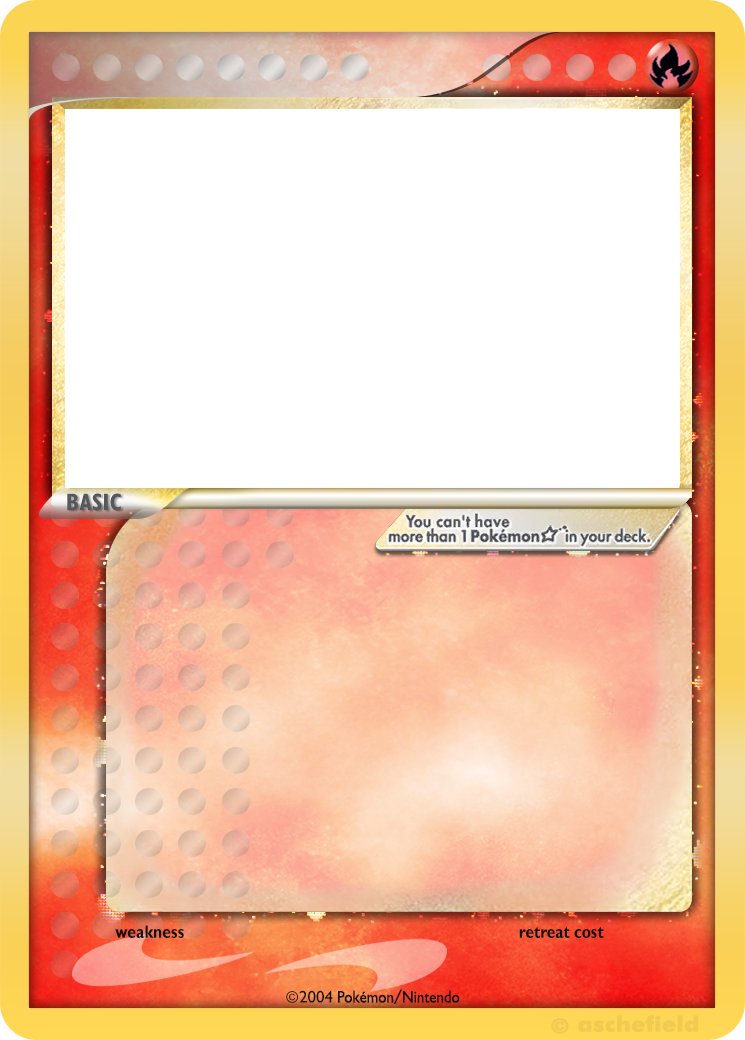 BASIC
You can't have
more than 1 Pokémon☆ in your deck.
weakness
retreat cost
©2004 Pokémon/Nintendo
© aschefield